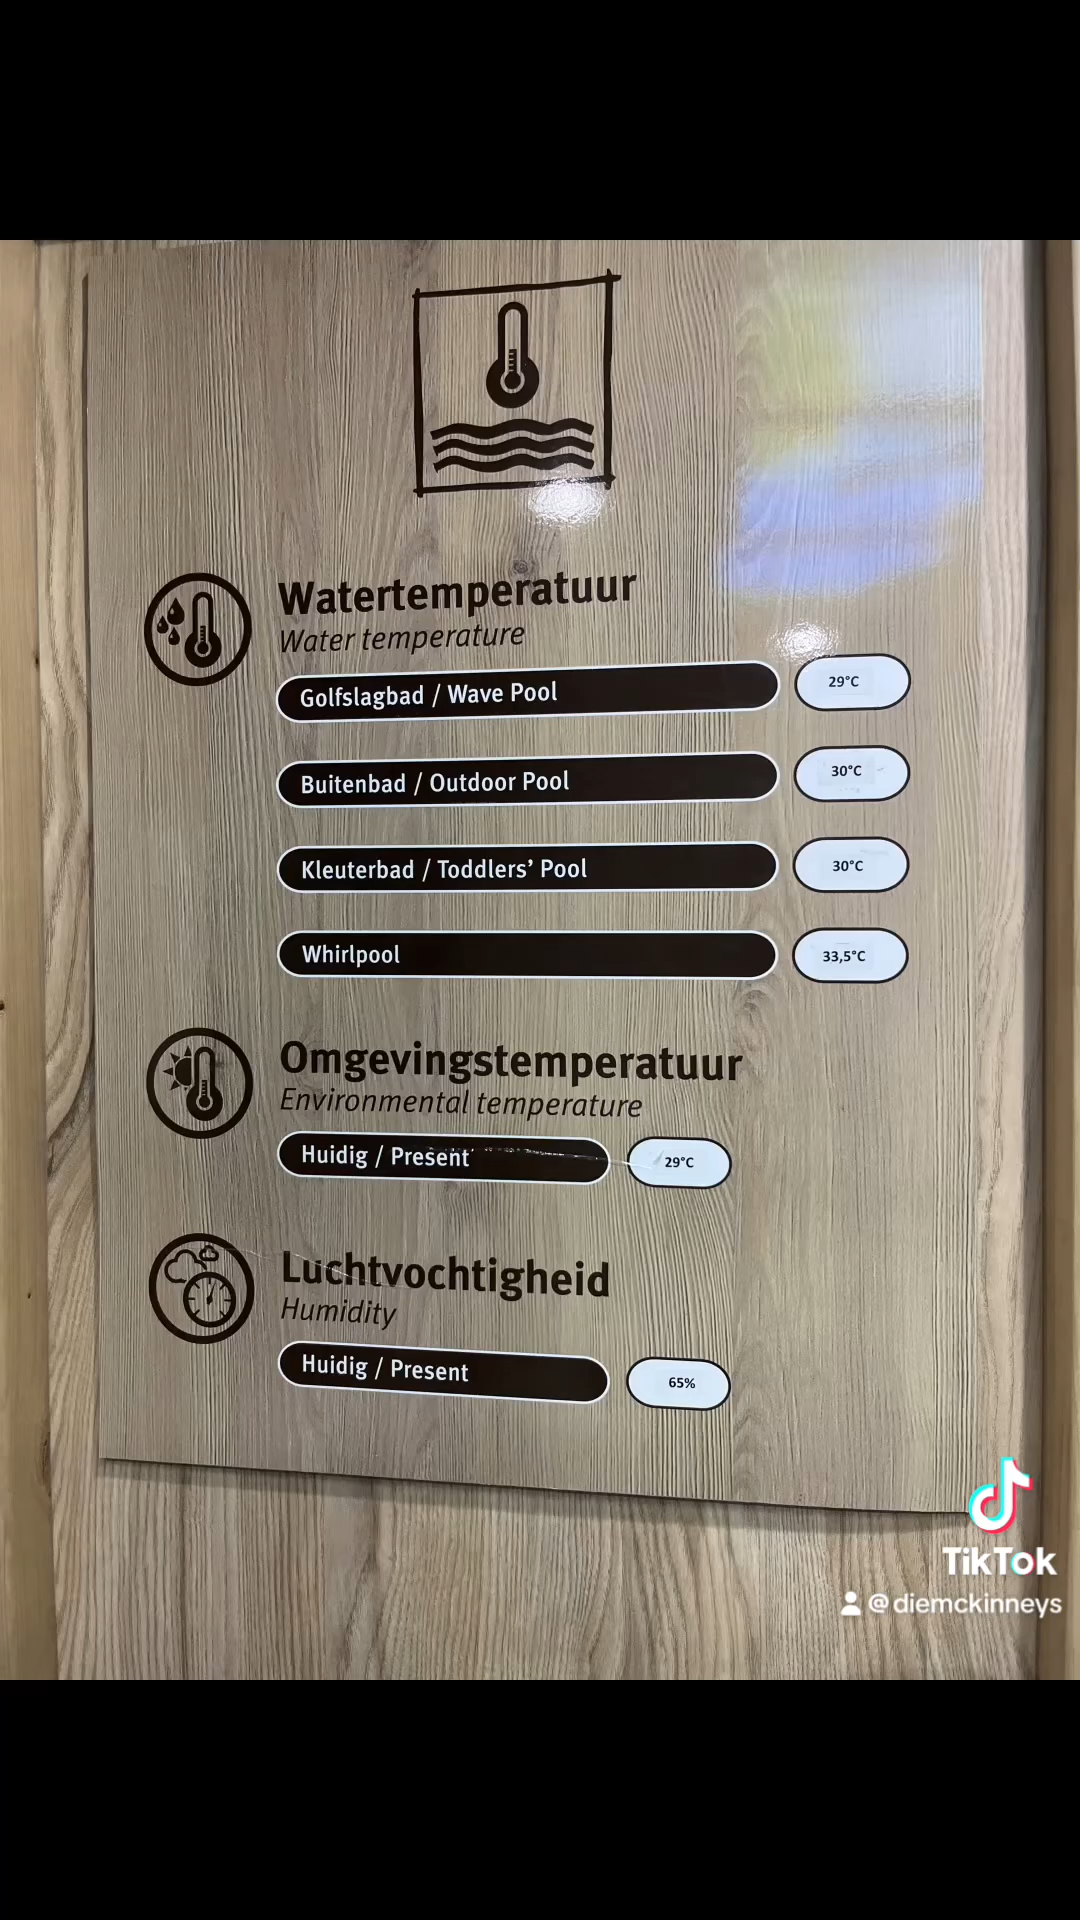 Watertemperatuur
Water temperature
Golfslagbad / Wave Pool 29°C
Buitenbad / Outdoor Pool 30°C
Kleuterbad / Toddlers' Pool 30°C
Whirlpool 33,5°C
Omgevingstemperatuur
Environmental temperature
Huidig / Present 29°C
Luchtvochtigheid
Humidity
Huidig / Present 65%
TikTok
@diemckinneys